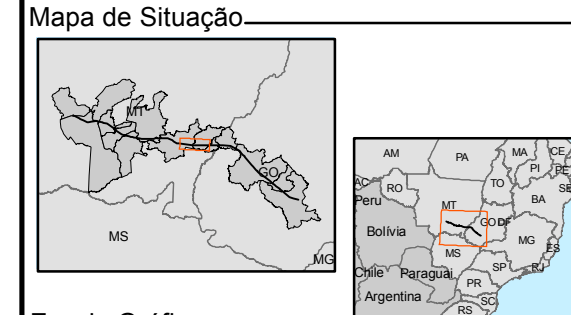 Mapa de Situação
MT
GO
MS
MG
AM
PA
MA
CE
AC
RO
TO
PI
PE
SE
Peru
MT
BA
GO
DF
Bolívia
MG
ES
MS
SP
RJ
Chile
Paraguai
PR
Argentina
SC
RS